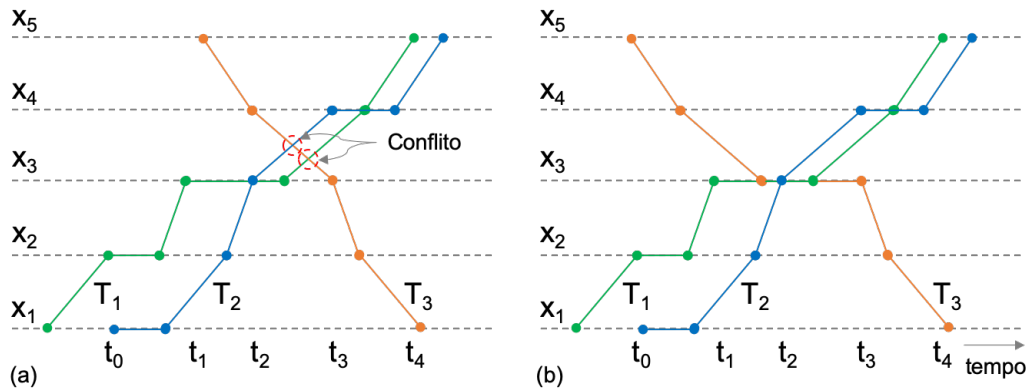 x5
x4
x3
x2
x1
Conflito
T1
T2
T3
t0
t1
t2
t3
t4
(a)
x5
x4
x3
x2
x1
T1
T2
T3
t0
t1
t2
t3
t4
tempo
(b)